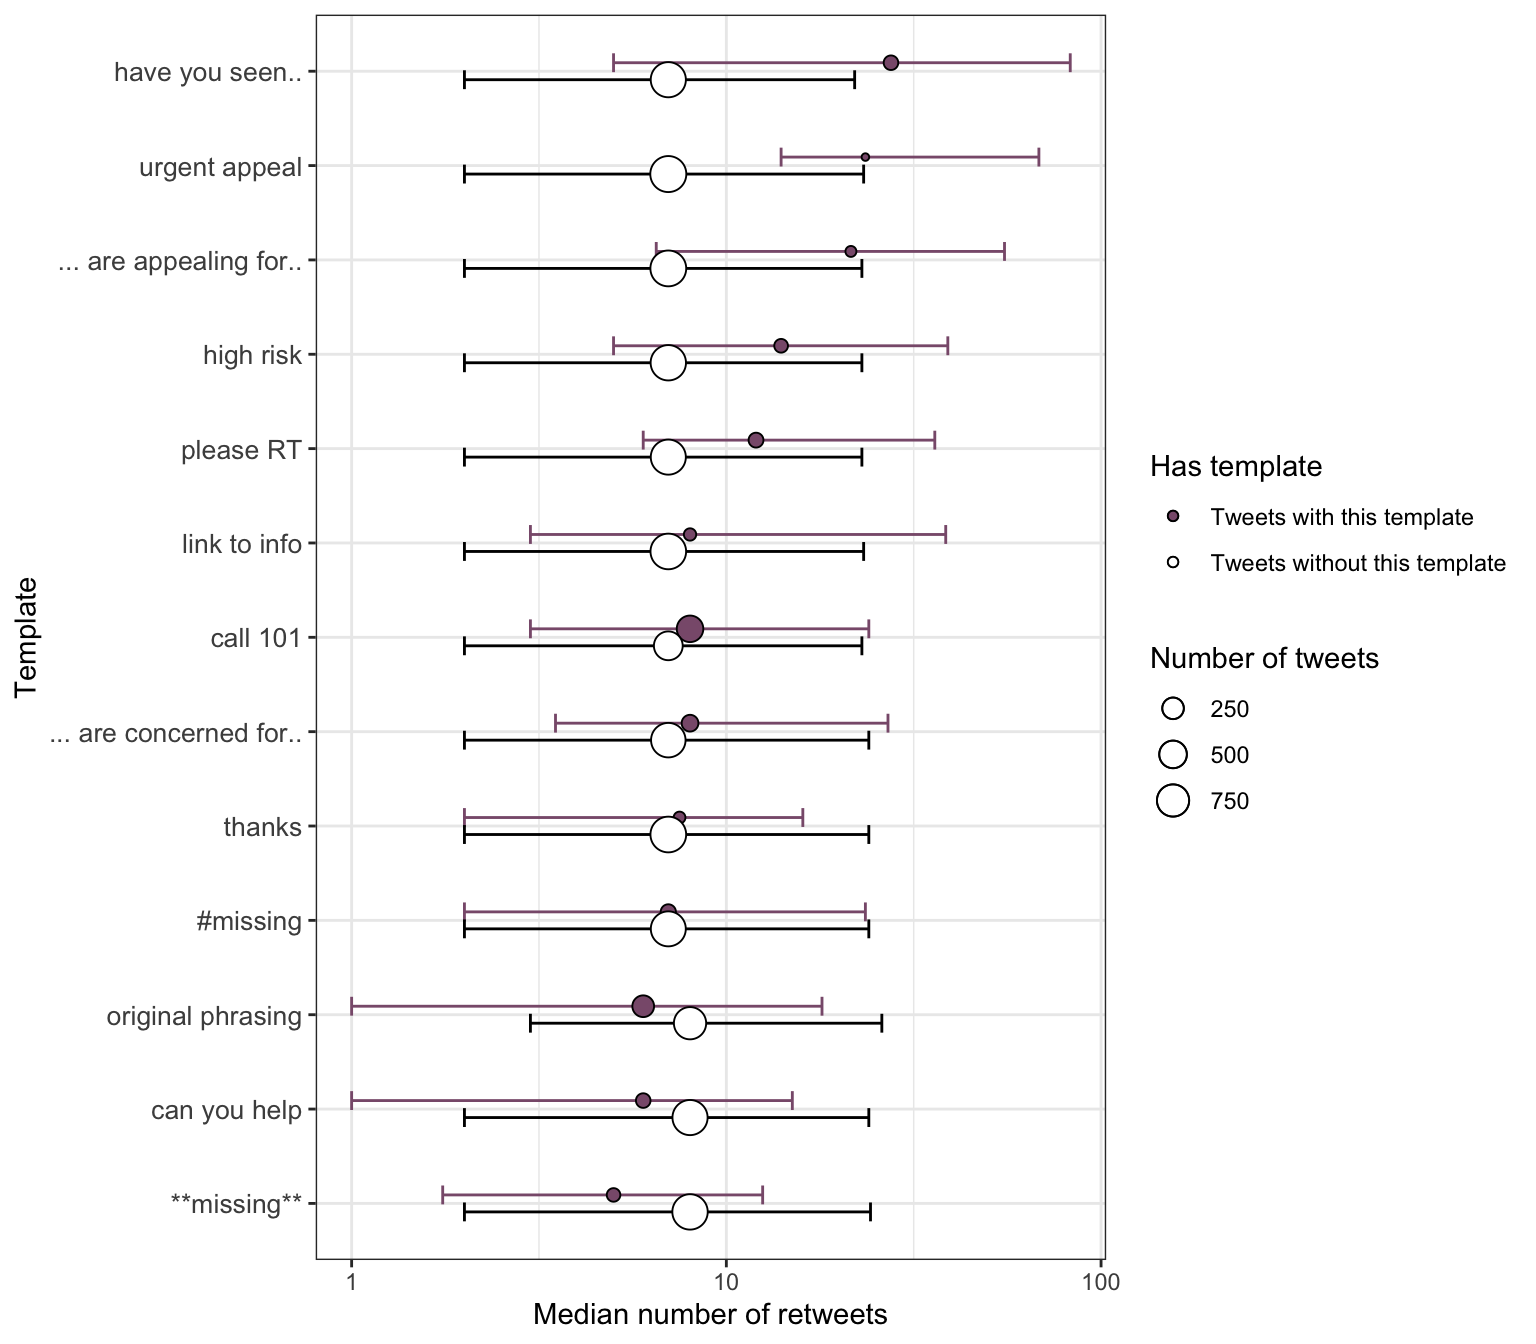 have you seen..
urgent appeal
... are appealing for..
high risk
please RT
link to info
call 101
... are concerned for..
thanks
#missing
original phrasing
can you help
**missing**
Template
1 10 100
Median number of retweets
Has template
Tweets with this template
Tweets without this template
Number of tweets
250
500
750